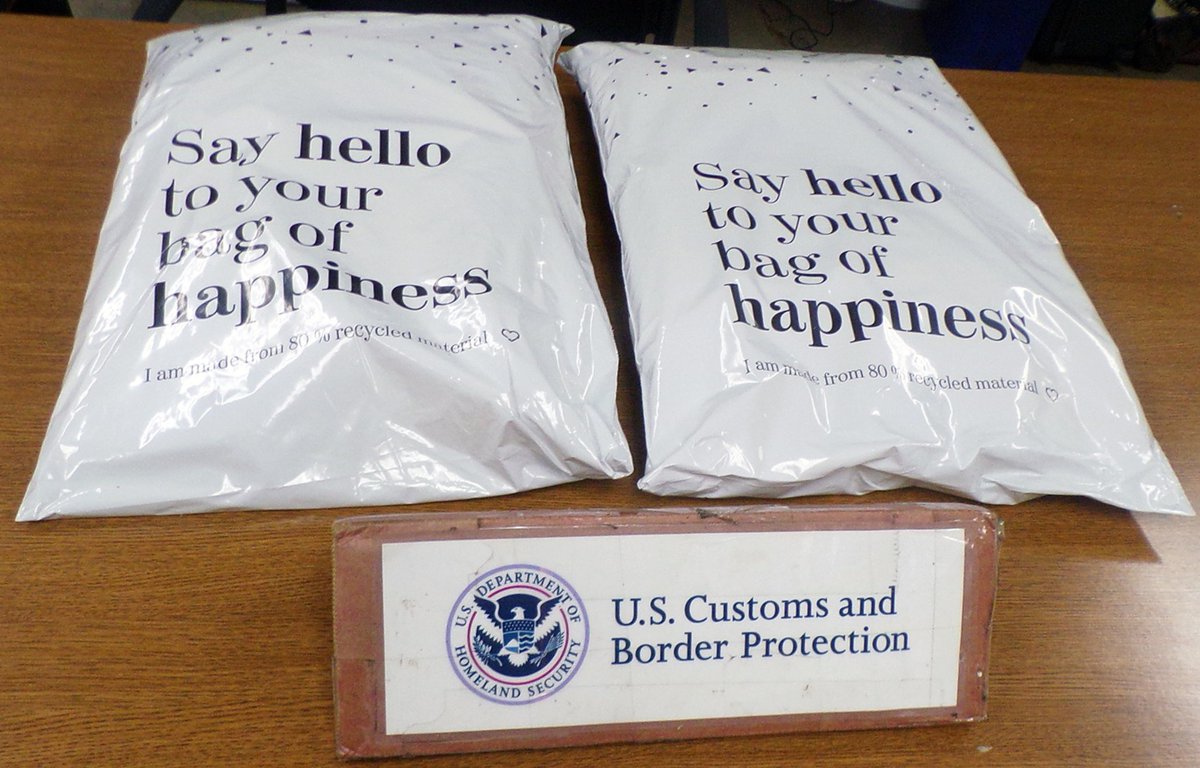 Say hello
to your
bag of
happiness
I am made from 80 % recycled material
Say hello
to your
bag of
happiness
I am made from 80 % recycled material
U.S. DEPARTMENT OF
HOMELAND SECURITY
U.S. Customs and
Border Protection